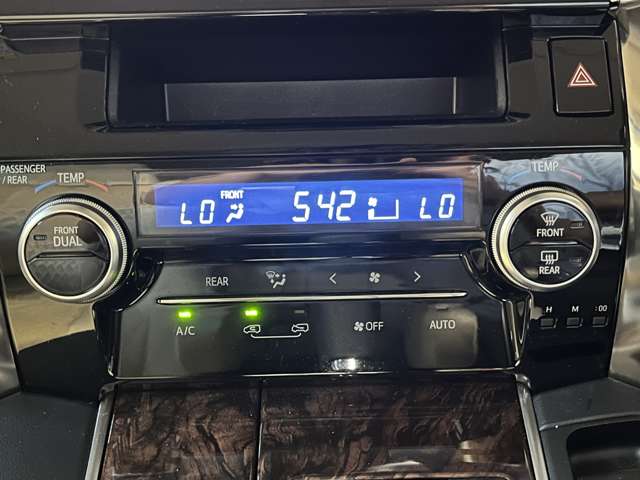 PASSENGER
/ REAR
TEMP
TEMP
FRONT
LO 542 LO
FRONT
DUAL
FRONT
REAR
REAR
A/C
OFF
AUTO
H M :00